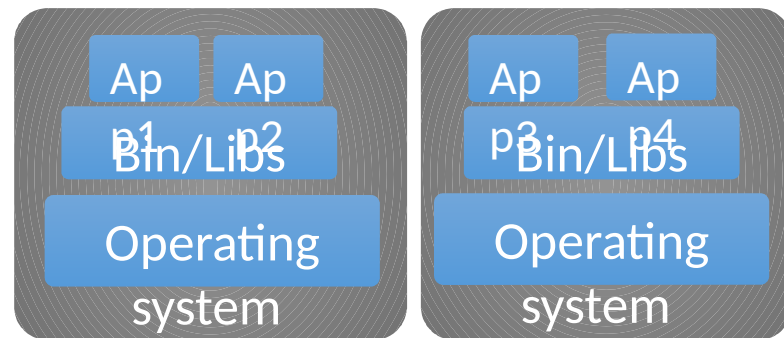 Ap
p1
Ap
p2
Bin/Libs
Operating
system
Ap
p3
Ap
p4
Bin/Libs
Operating
system